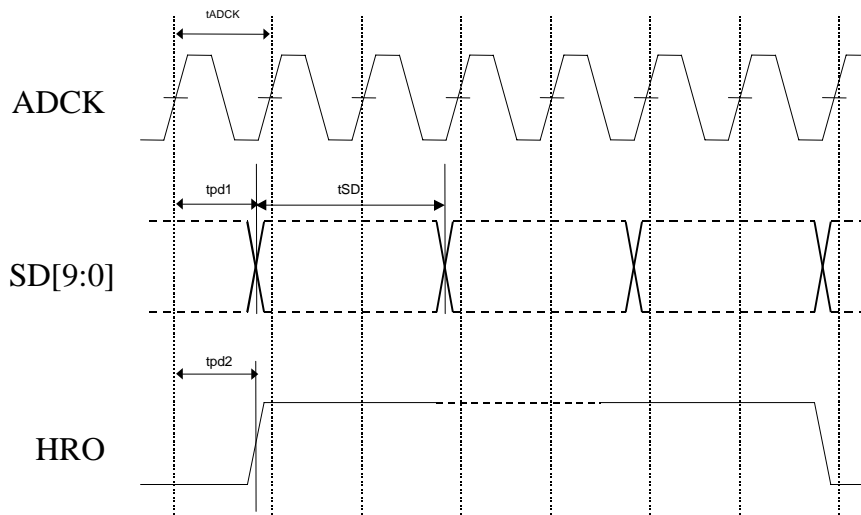 tADCK
ADCK
tpd1
tSD
SD[9:0]
tpd2
HRO